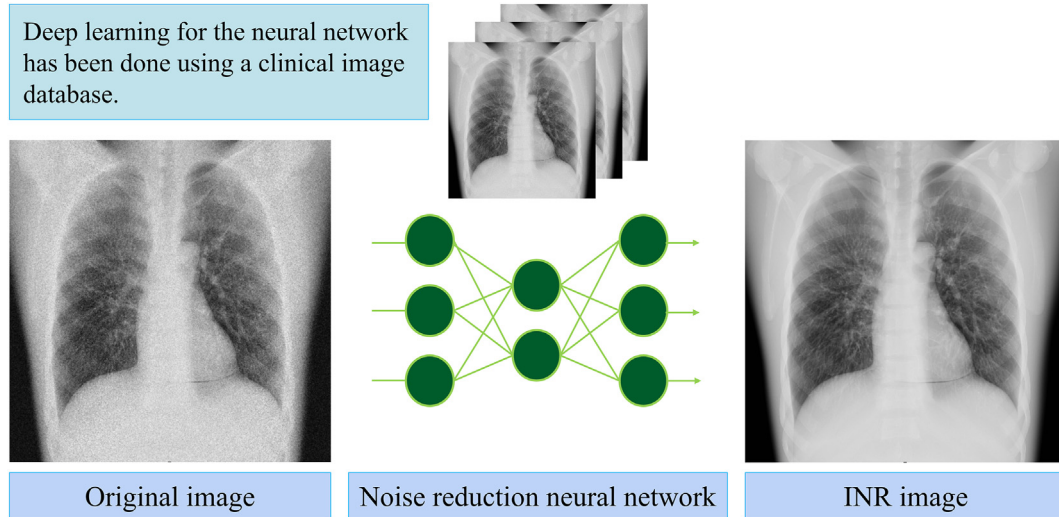 Deep learning for the neural network
has been done using a clinical image
database.
Original image
Noise reduction neural network
INR image